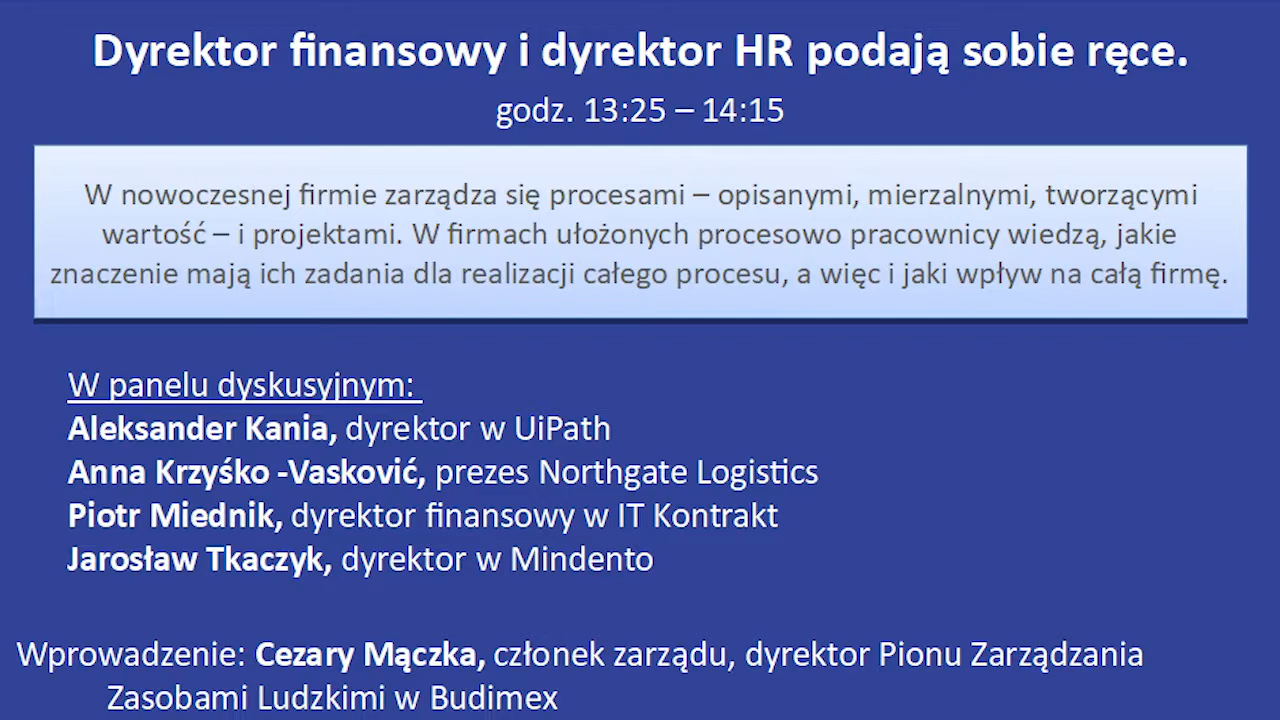 Dyrektor finansowy i dyrektor HR podają sobie ręce.
godz. 13:25 – 14:15
W nowoczesnej firmie zarządza się procesami – opisanymi, mierzalnymi, tworzącymi
wartość – i projektami. W firmach ułożonych procesowo pracownicy wiedzą, jakie
znaczenie mają ich zadania dla realizacji całego procesu, a więc i jaki wpływ na całą firmę.
W panelu dyskusyjnym:
Aleksander Kania, dyrektor w UiPath
Anna Krzyśko -Vasković, prezes Northgate Logistics
Piotr Miednik, dyrektor finansowy w IT Kontrakt
Jarosław Tkaczyk, dyrektor w Mindento
Wprowadzenie: Cezary Mączka, członek zarządu, dyrektor Pionu Zarządzania
Zasobami Ludzkimi w Budimex